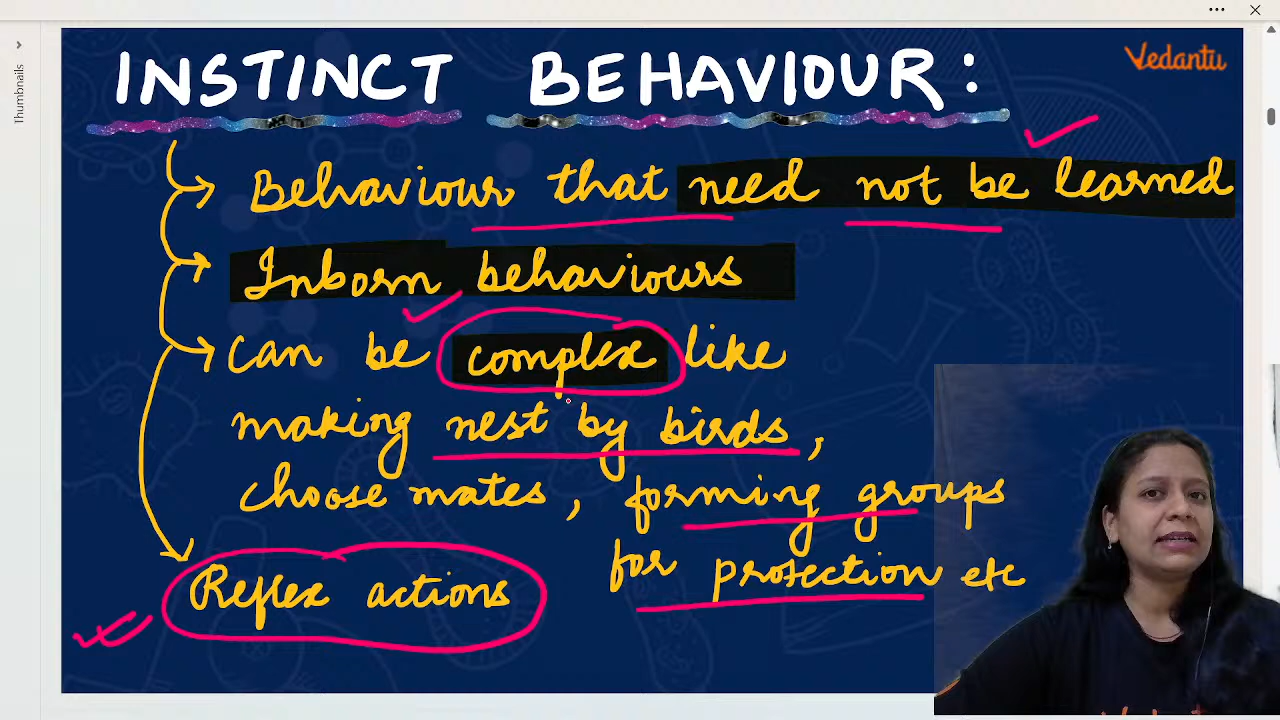 Thumbnails
INSTINCT BEHAVIOUR:
Vedantu
Behaviour that need not be learned
Inborn behaviours
Can be complex like
making nest by birds,
choose mates, forming groups
for protection etc
Reflex actions